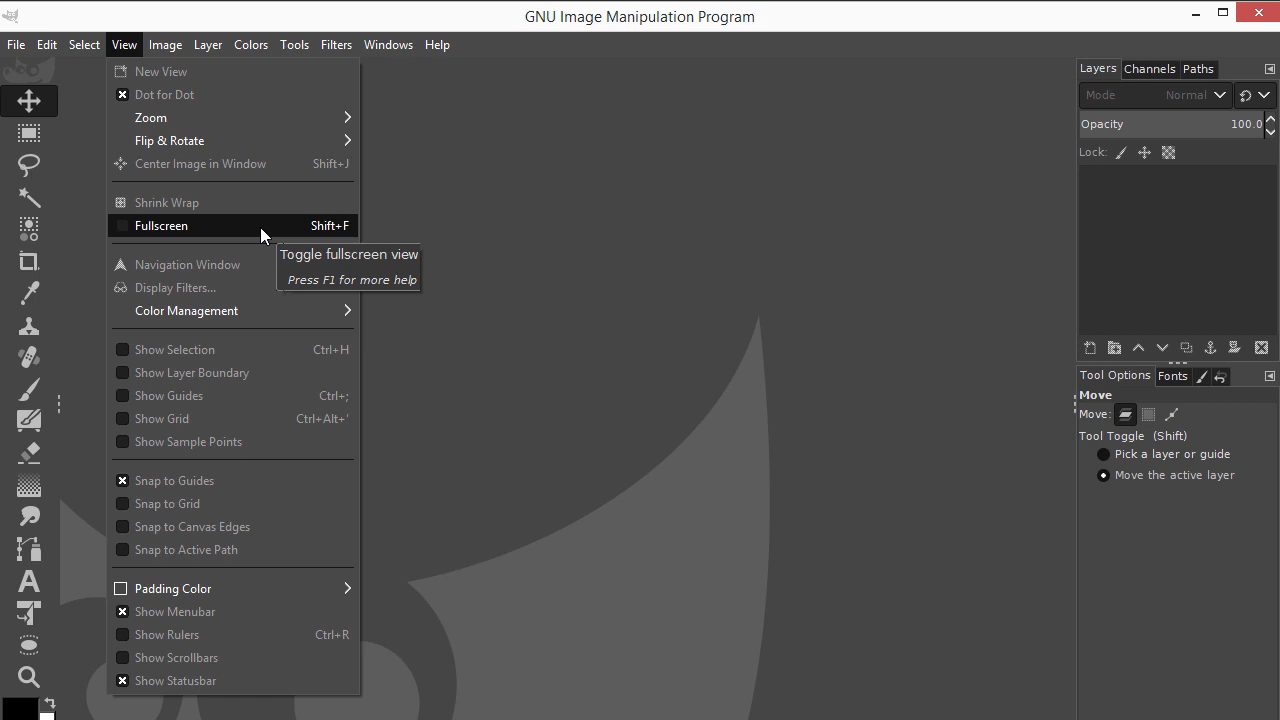 GNU Image Manipulation Program
File Edit Select View Image Layer Colors Tools Filters Windows Help
New View
Dot for Dot
Zoom
Flip & Rotate
Center Image in Window Shift+J
Shrink Wrap
Fullscreen Shift+F
Toggle fullscreen view
Press F1 for more help
Navigation Window
Display Filters...
Color Management
Show Selection Ctrl+H
Show Layer Boundary
Show Guides Ctrl+;
Show Grid Ctrl+Alt+'
Show Sample Points
Snap to Guides
Snap to Grid
Snap to Canvas Edges
Snap to Active Path
Padding Color
Show Menubar
Show Rulers Ctrl+R
Show Scrollbars
Show Statusbar
Layers Channels Paths
Mode Normal
Opacity 100.0
Lock:
Tool Options Fonts
Move
Move:
Tool Toggle (Shift)
Pick a layer or guide
Move the active layer